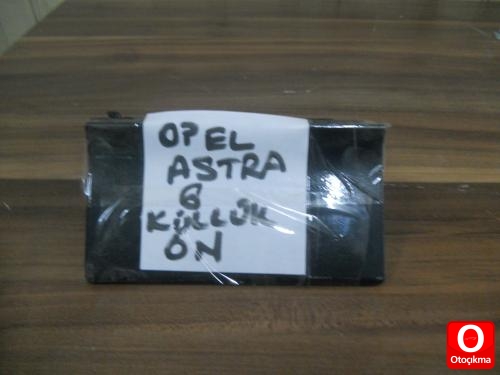 OPEL
ASTRA
G
KÜLLÜK
ÖN
O
Otoçıkma